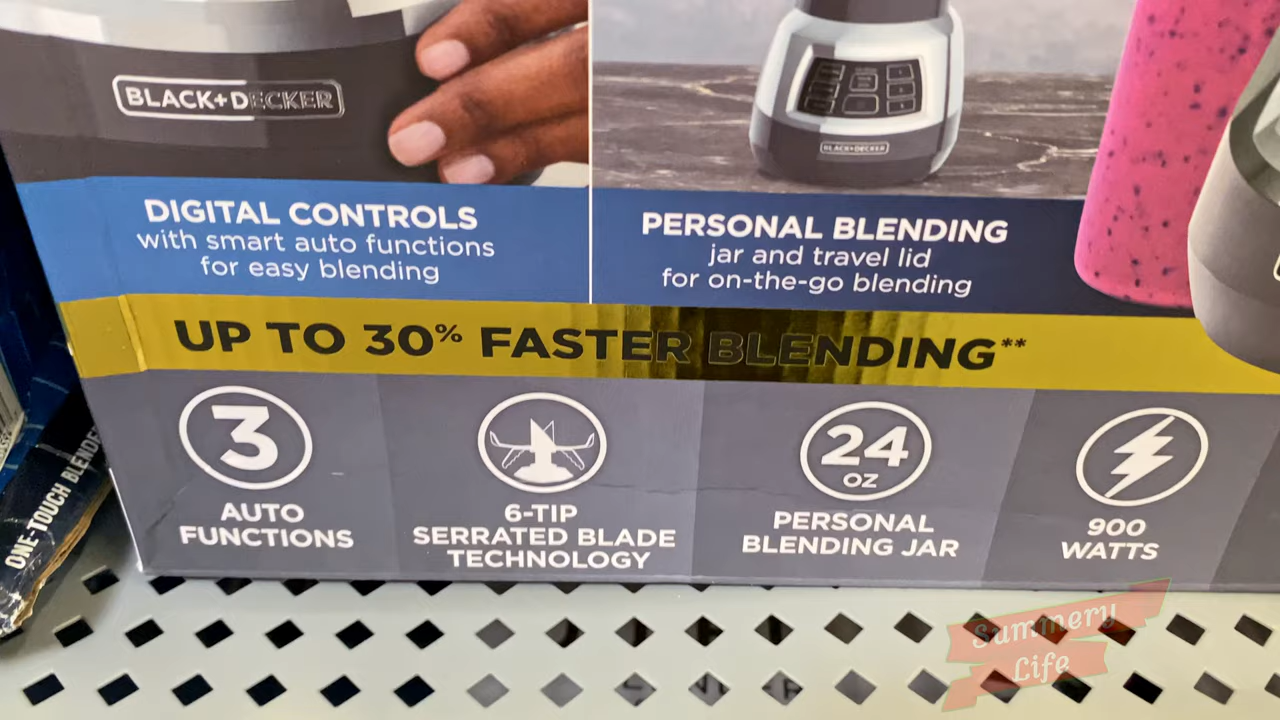 BLACK+DECKER
DIGITAL CONTROLS
with smart auto functions
for easy blending
BLACK+DECKER
PERSONAL BLENDING
jar and travel lid
for on-the-go blending
UP TO 30% FASTER BLENDING**
3
AUTO
FUNCTIONS
6-TIP
SERRATED BLADE
TECHNOLOGY
24
OZ
PERSONAL
BLENDING JAR
900
WATTS
ONE-TOUCH
Summery
Life